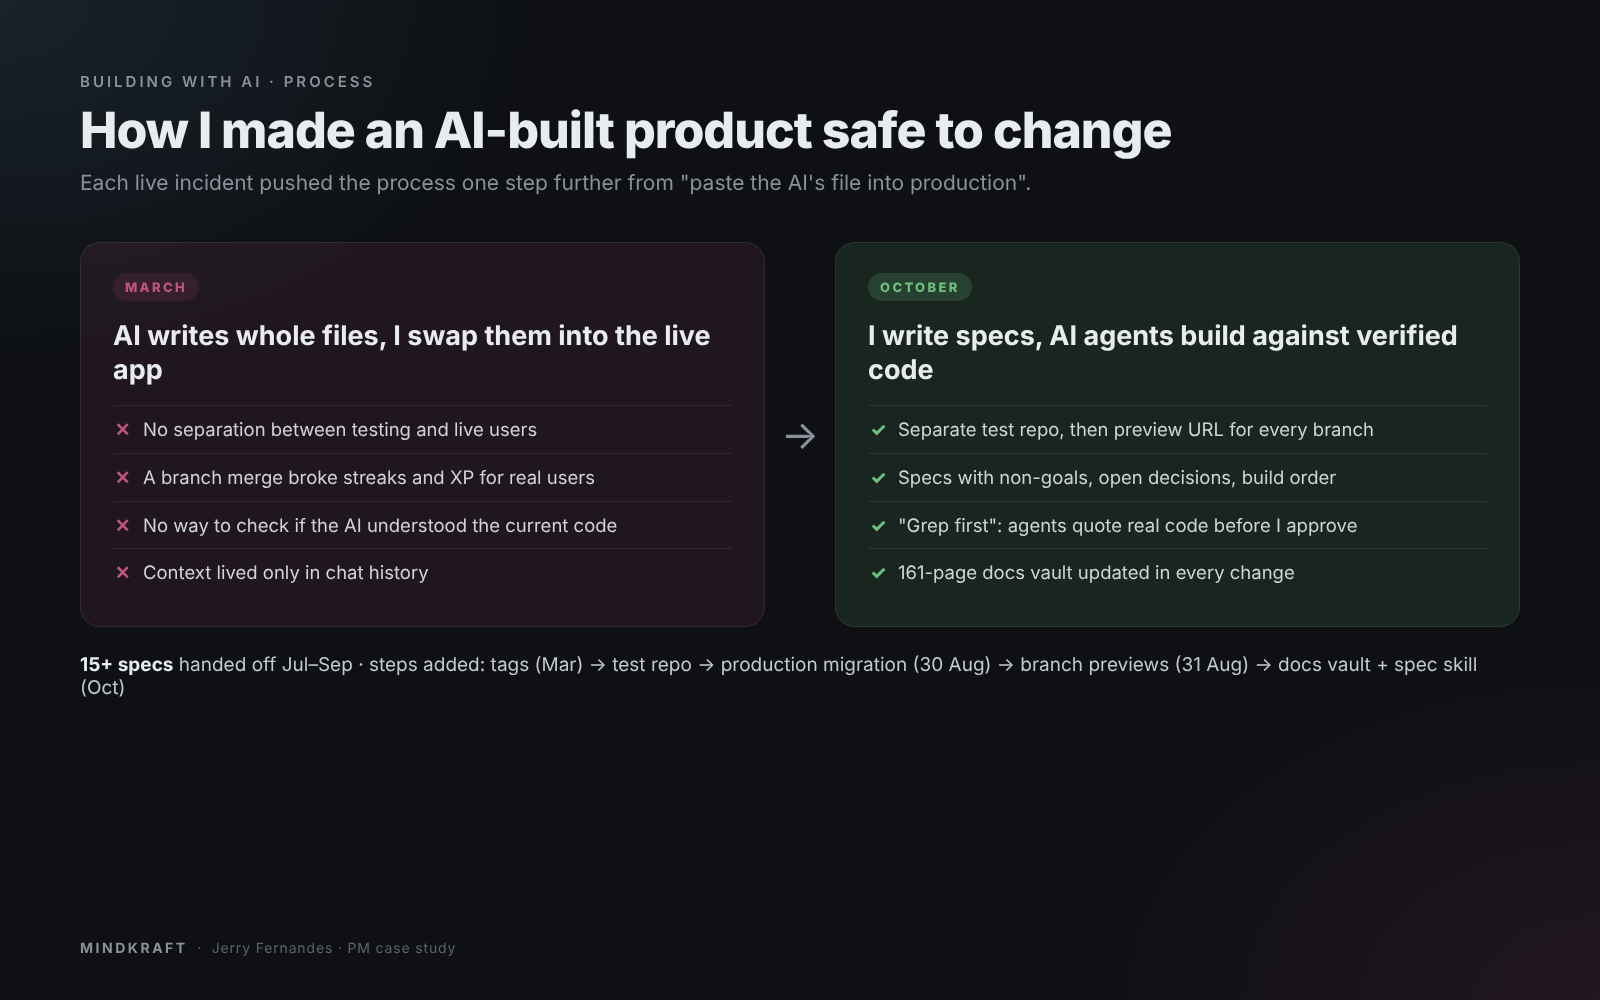 BUILDING WITH AI · PROCESS
How I made an AI-built product safe to change
Each live incident pushed the process one step further from "paste the AI's file into production".
MARCH
AI writes whole files, I swap them into the live
app
✕ No separation between testing and live users
✕ A branch merge broke streaks and XP for real users
✕ No way to check if the AI understood the current code
✕ Context lived only in chat history
→
OCTOBER
I write specs, AI agents build against verified
code
✓ Separate test repo, then preview URL for every branch
✓ Specs with non-goals, open decisions, build order
✓ "Grep first": agents quote real code before I approve
✓ 161-page docs vault updated in every change
15+ specs handed off Jul–Sep · steps added: tags (Mar) → test repo → production migration (30 Aug) → branch previews (31 Aug) → docs vault + spec skill
(Oct)
MINDKRAFT · Jerry Fernandes · PM case study